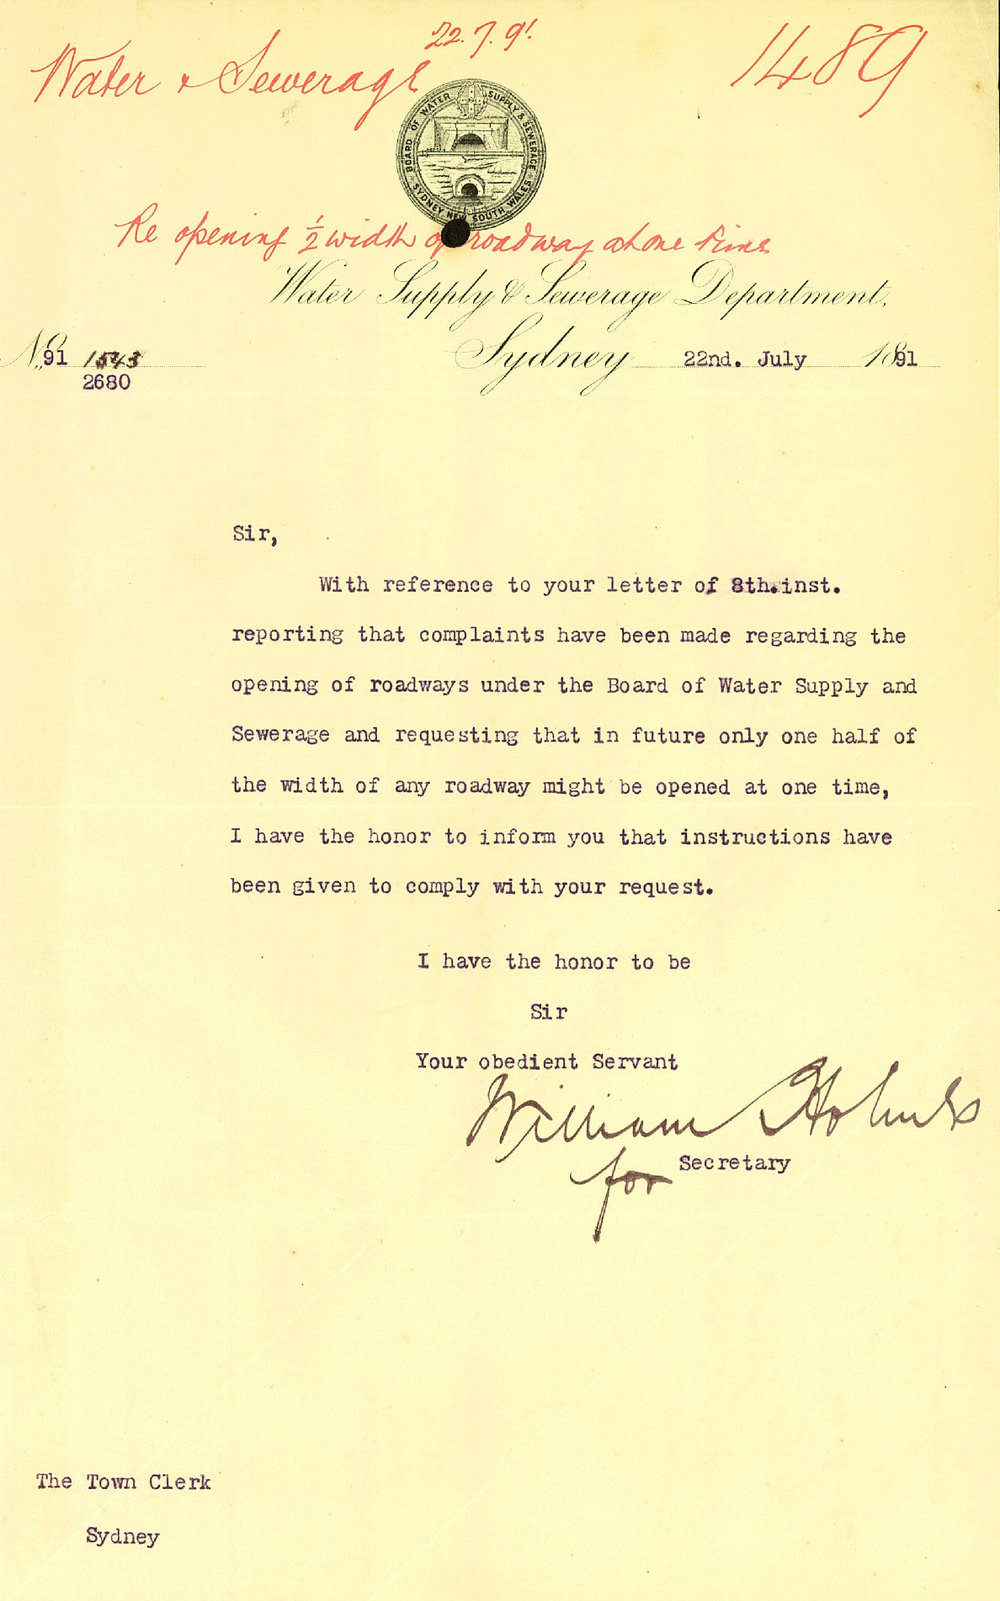 22.7.91.
1489
Water & Sewerage
BOARD OF WATER SUPPLY & SEWERAGE
SYDNEY NEW SOUTH WALES
Re opening ½ width of roadway at one time
Water Supply & Sewerage Department,
No. 91 1543
2680
Sydney 22nd. July 1891
Sir,
With reference to your letter of 8th.inst.
reporting that complaints have been made regarding the
opening of roadways under the Board of Water Supply and
Sewerage and requesting that in future only one half of
the width of any roadway might be opened at one time,
I have the honor to inform you that instructions have
been given to comply with your request.
I have the honor to be
Sir
Your obedient Servant
William Holmes
for Secretary
The Town Clerk
Sydney